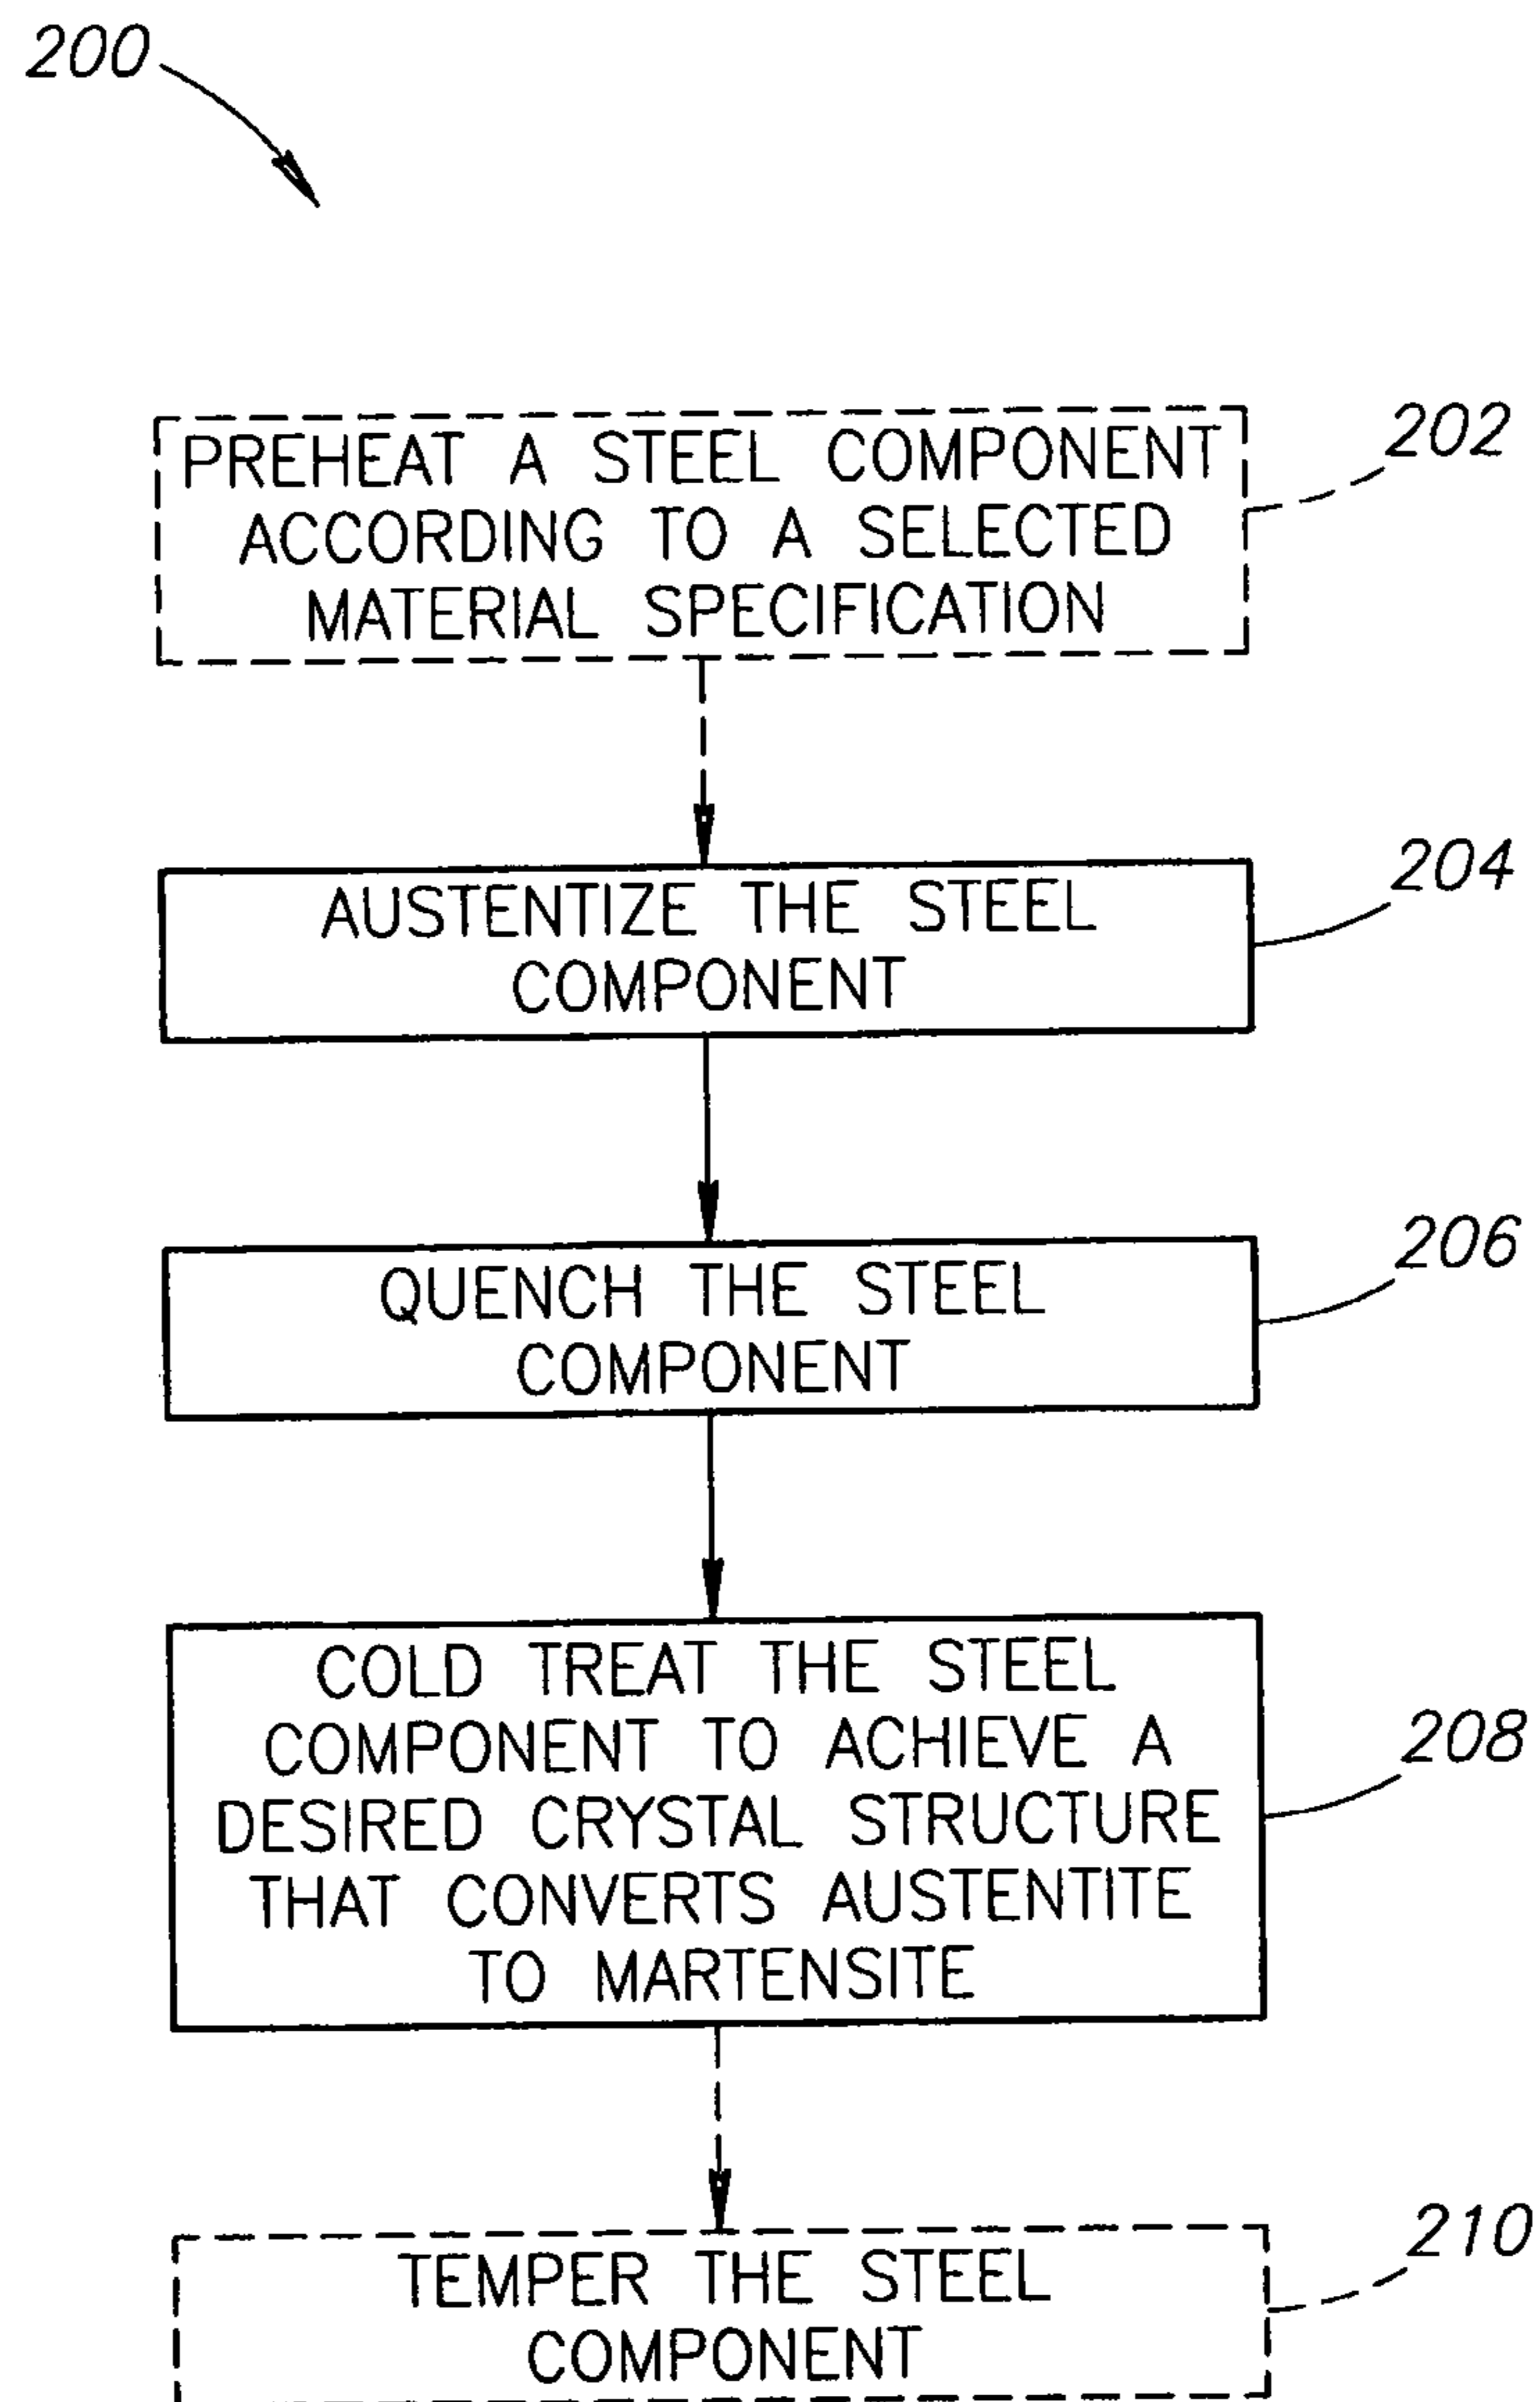 200
PREHEAT A STEEL COMPONENT
ACCORDING TO A SELECTED
MATERIAL SPECIFICATION
202
AUSTENTIZE THE STEEL
COMPONENT
204
QUENCH THE STEEL
COMPONENT
206
COLD TREAT THE STEEL
COMPONENT TO ACHIEVE A
DESIRED CRYSTAL STRUCTURE
THAT CONVERTS AUSTENTITE
TO MARTENSITE
208
TEMPER THE STEEL
COMPONENT
210